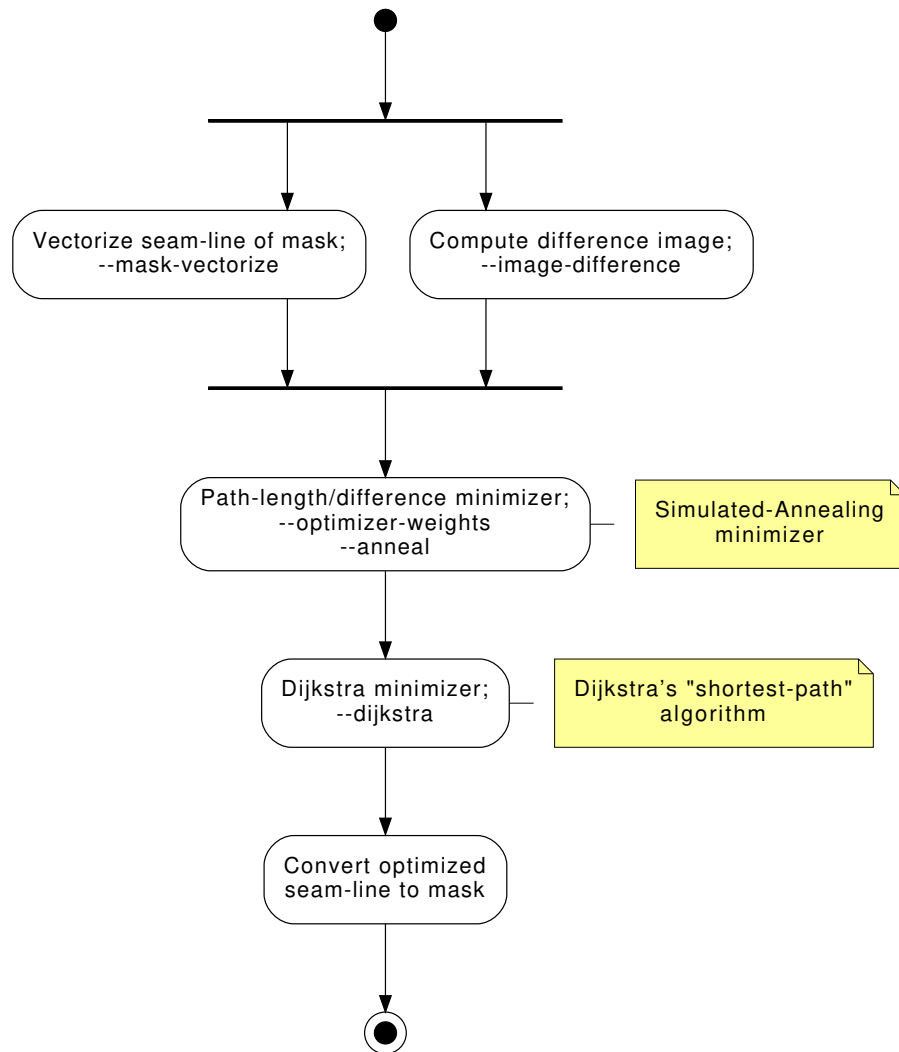 Vectorize seam-line of mask;
--mask-vectorize
Compute difference image;
--image-difference
Path-length/difference minimizer;
--optimizer-weights
--anneal
Simulated-Annealing
minimizer
Dijkstra minimizer;
--dijkstra
Dijkstra's "shortest-path"
algorithm
Convert optimized
seam-line to mask